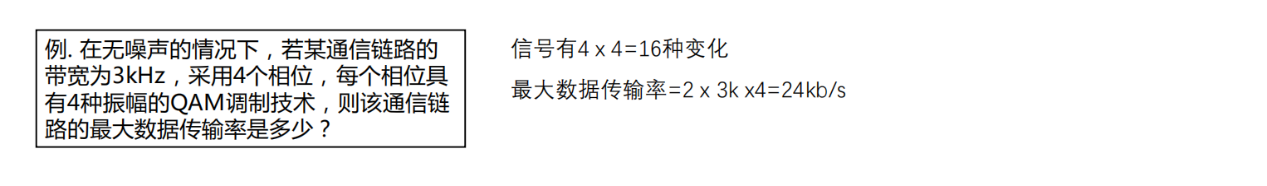 例. 在无噪声的情况下，若某通信链路的
带宽为3kHz，采用4个相位，每个相位具
有4种振幅的QAM调制技术，则该通信链
路的最大数据传输率是多少？
信号有4 x 4=16种变化
最大数据传输率=2 x 3k x4=24kb/s